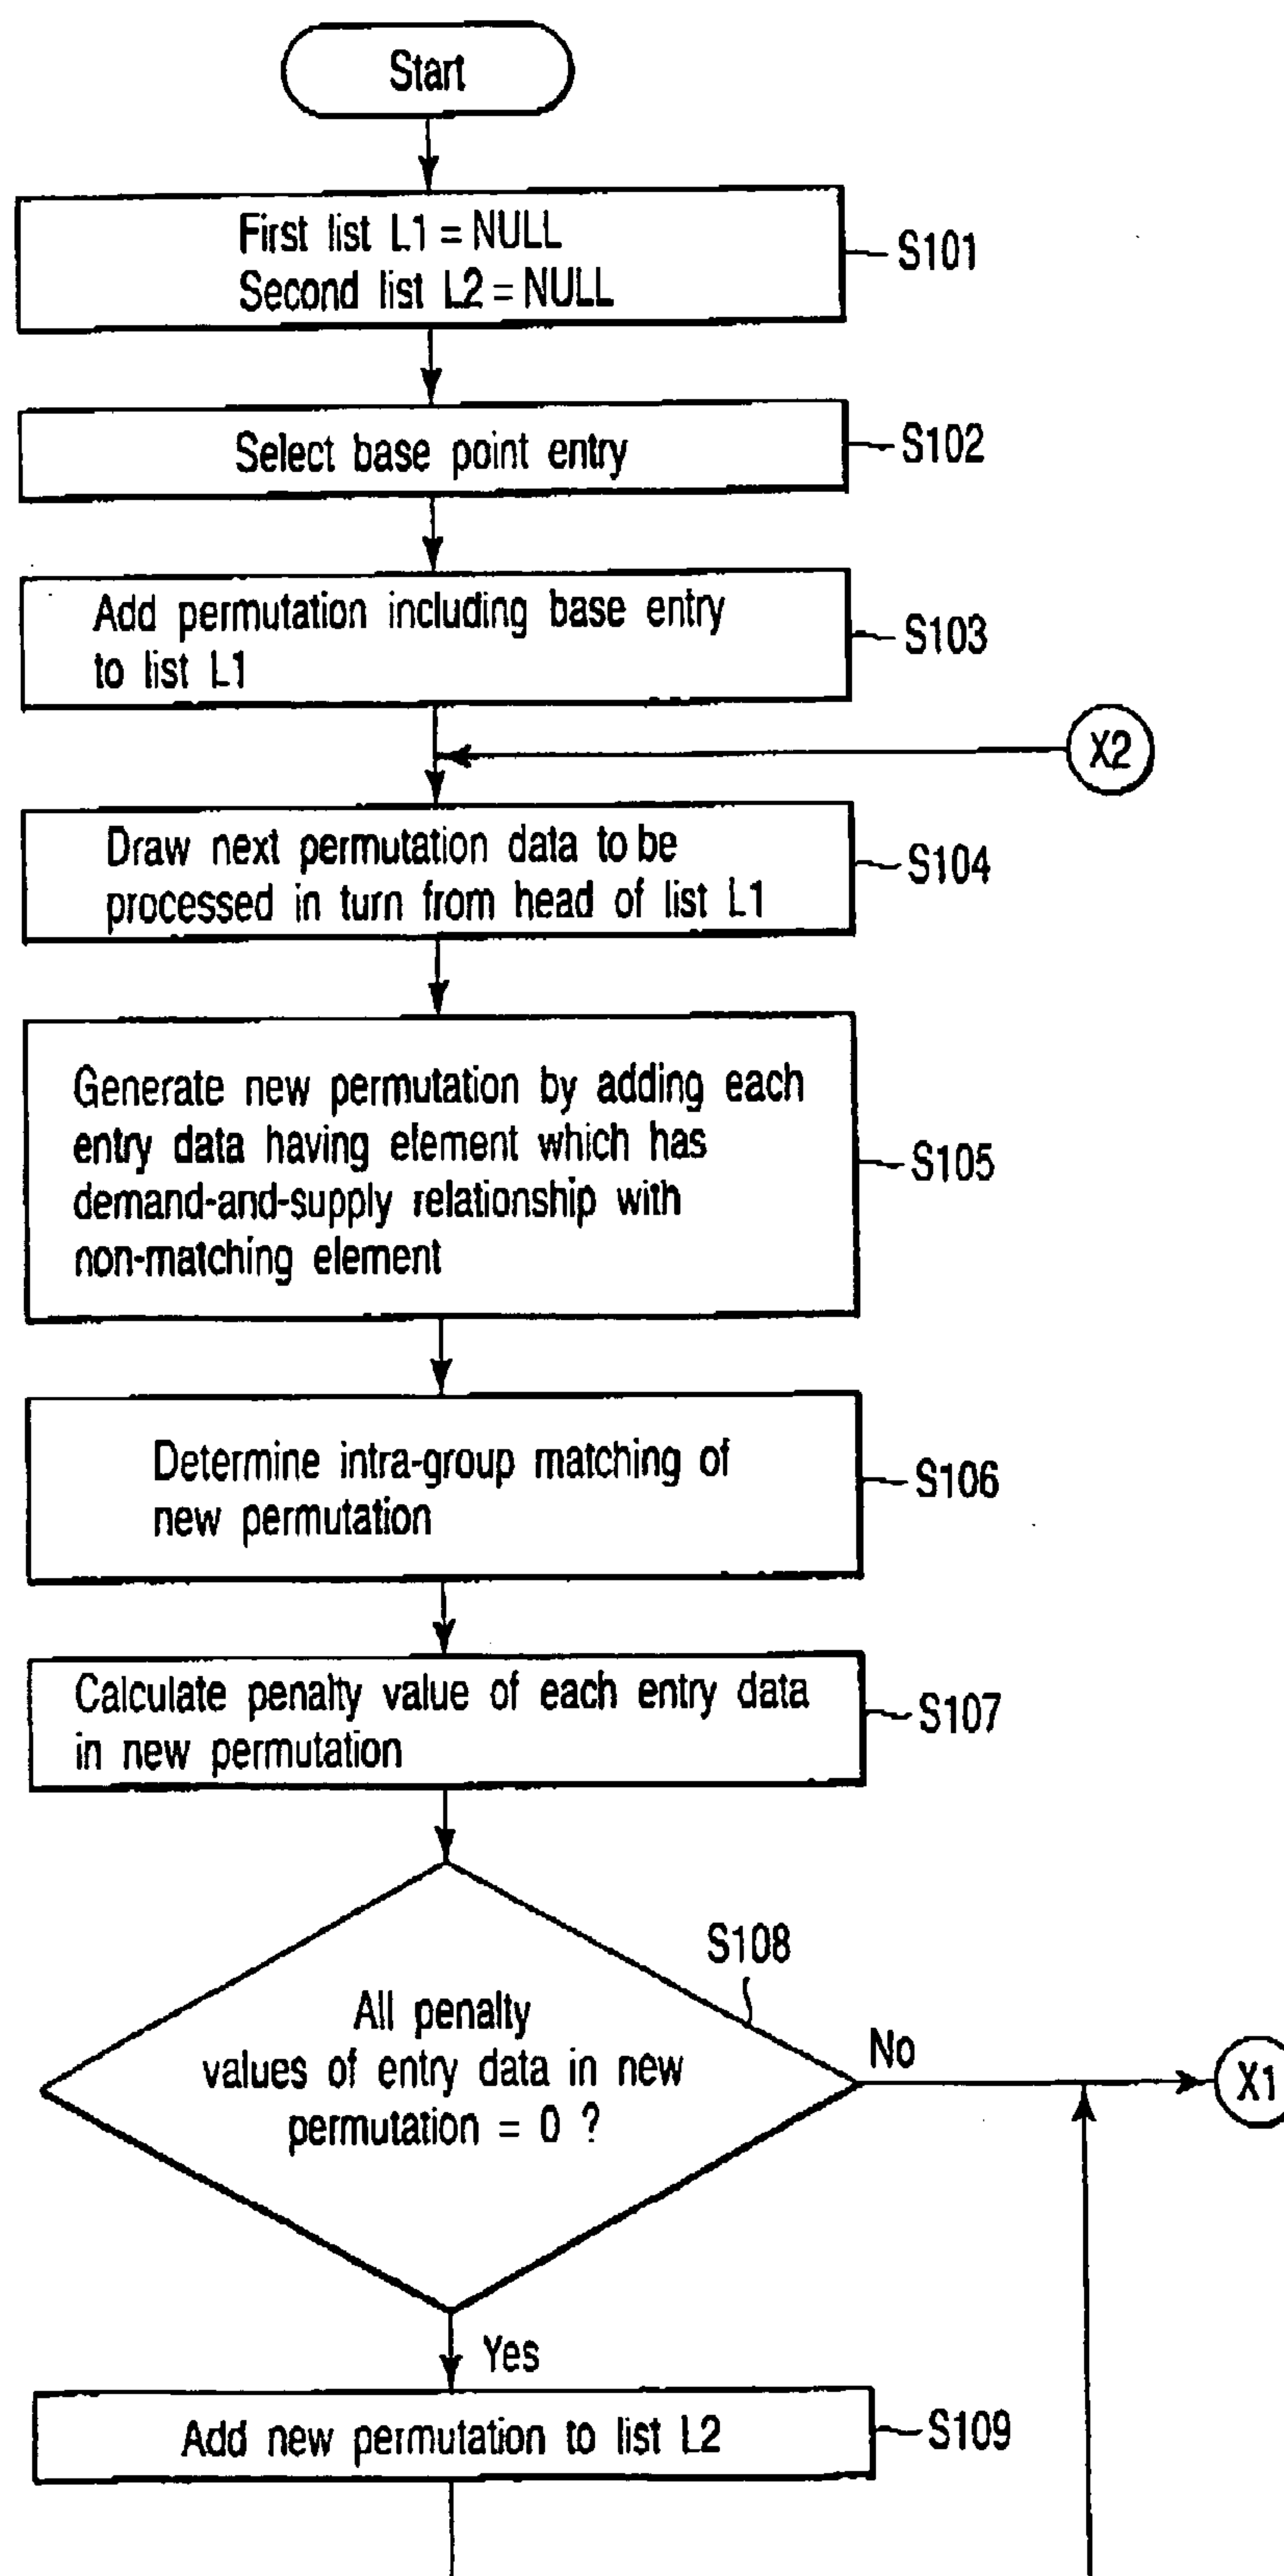 Start
First list L1 = NULL
Second list L2 = NULL
S101
Select base point entry
S102
Add permutation including base entry
to list L1
S103
X2
Draw next permutation data to be
processed in turn from head of list L1
S104
Generate new permutation by adding each
entry data having element which has
demand-and-supply relationship with
non-matching element
S105
Determine intra-group matching of
new permutation
S106
Calculate penalty value of each entry data
in new permutation
S107
S108
All penalty
values of entry data in new
permutation = 0 ?
No
X1
Yes
Add new permutation to list L2
S109